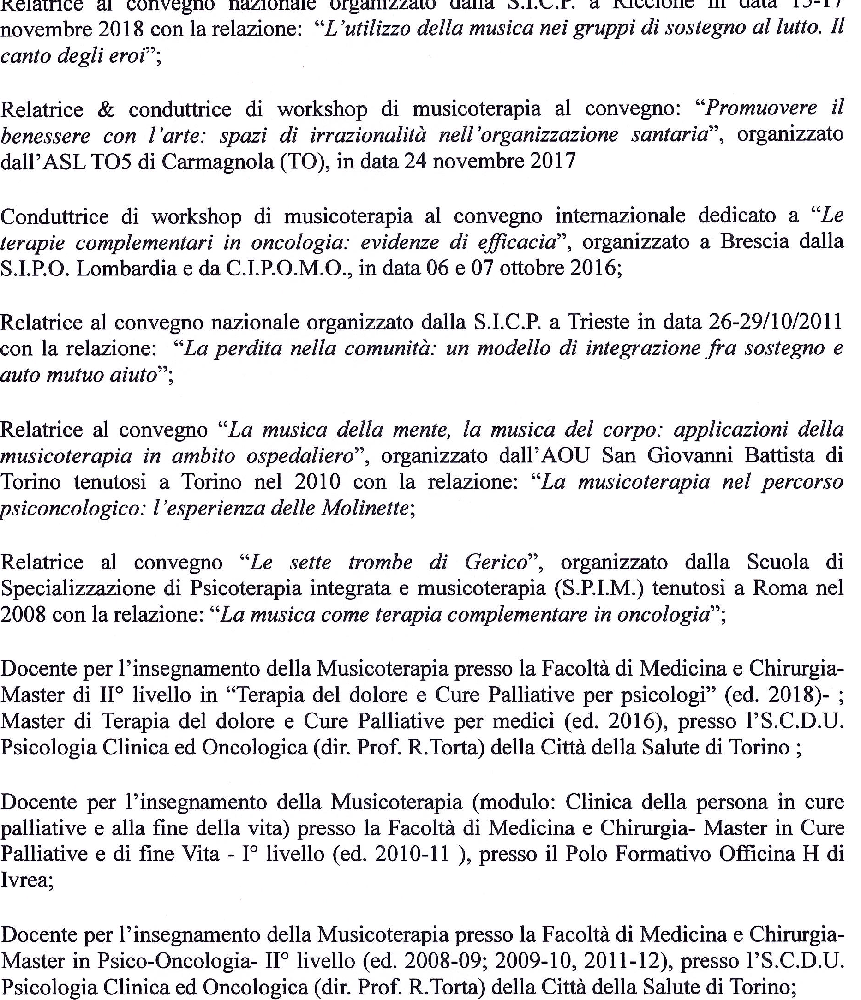 Relatrice al convegno nazionale organizzato dalla S.I.C.P. a Riccione in data 15-17
novembre 2018 con la relazione: “L’utilizzo della musica nei gruppi di sostegno al lutto. Il
canto degli eroi”;
Relatrice & conduttrice di workshop di musicoterapia al convegno: “Promuovere il
benessere con l’arte: spazi di irrazionalità nell’organizzazione santaria”, organizzato
dall’ASL TO5 di Carmagnola (TO), in data 24 novembre 2017
Conduttrice di workshop di musicoterapia al convegno internazionale dedicato a “Le
terapie complementari in oncologia: evidenze di efficacia”, organizzato a Brescia dalla
S.I.P.O. Lombardia e da C.I.P.O.M.O., in data 06 e 07 ottobre 2016;
Relatrice al convegno nazionale organizzato dalla S.I.C.P. a Trieste in data 26-29/10/2011
con la relazione: “La perdita nella comunità: un modello di integrazione fra sostegno e
auto mutuo aiuto”;
Relatrice al convegno “La musica della mente, la musica del corpo: applicazioni della
musicoterapia in ambito ospedaliero”, organizzato dall’AOU San Giovanni Battista di
Torino tenutosi a Torino nel 2010 con la relazione: “La musicoterapia nel percorso
psiconcologico: l’esperienza delle Molinette;
Relatrice al convegno “Le sette trombe di Gerico”, organizzato dalla Scuola di
Specializzazione di Psicoterapia integrata e musicoterapia (S.P.I.M.) tenutosi a Roma nel
2008 con la relazione: “La musica come terapia complementare in oncologia”;
Docente per l’insegnamento della Musicoterapia presso la Facoltà di Medicina e Chirurgia-
Master di II° livello in “Terapia del dolore e Cure Palliative per psicologi” (ed. 2018)- ;
Master di Terapia del dolore e Cure Palliative per medici (ed. 2016), presso l’S.C.D.U.
Psicologia Clinica ed Oncologica (dir. Prof. R.Torta) della Città della Salute di Torino ;
Docente per l’insegnamento della Musicoterapia (modulo: Clinica della persona in cure
palliative e alla fine della vita) presso la Facoltà di Medicina e Chirurgia- Master in Cure
Palliative e di fine Vita - I° livello (ed. 2010-11 ), presso il Polo Formativo Officina H di
Ivrea;
Docente per l’insegnamento della Musicoterapia presso la Facoltà di Medicina e Chirurgia-
Master in Psico-Oncologia- II° livello (ed. 2008-09; 2009-10, 2011-12), presso l’S.C.D.U.
Psicologia Clinica ed Oncologica (dir. Prof. R.Torta) della Città della Salute di Torino;